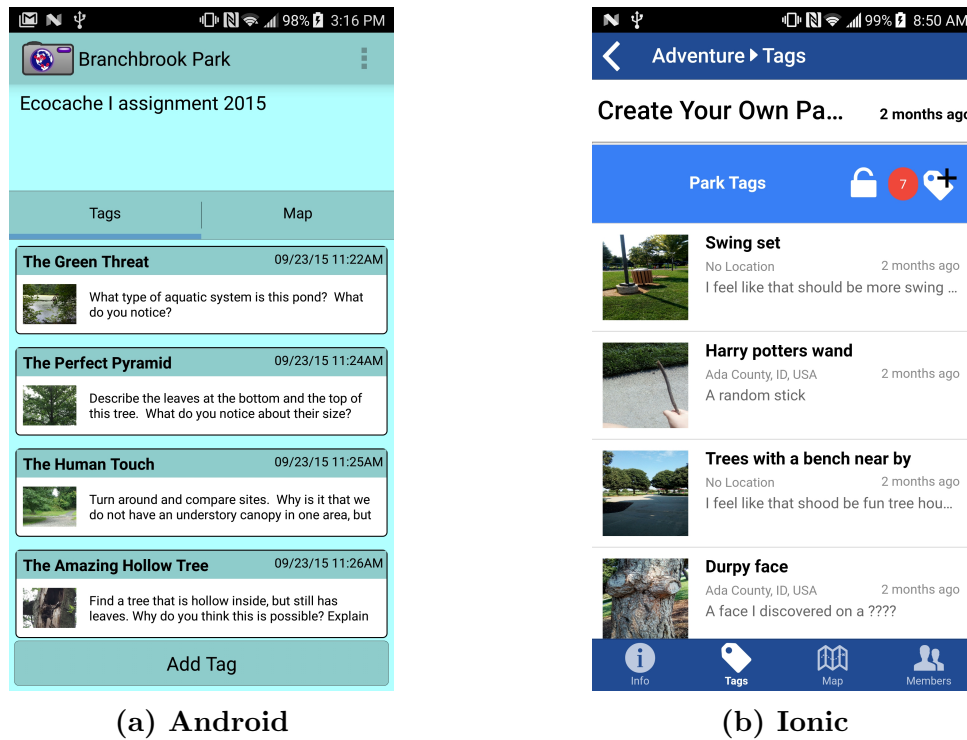 98% 3:16 PM
Branchbrook Park
Ecocache I assignment 2015
Tags Map
The Green Threat 09/23/15 11:22AM
What type of aquatic system is this pond? What
do you notice?
The Perfect Pyramid 09/23/15 11:24AM
Describe the leaves at the bottom and the top of
this tree. What do you notice about their size?
The Human Touch 09/23/15 11:25AM
Turn around and compare sites. Why is it that we
do not have an understory canopy in one area, but
The Amazing Hollow Tree 09/23/15 11:26AM
Find a tree that is hollow inside, but still has
leaves. Why do you think this is possible? Explain
Add Tag
(a) Android
99% 8:50 AM
Adventure Tags
Create Your Own Pa... 2 months ago
Park Tags 7
Swing set
No Location 2 months ago
I feel like that should be more swing ...
Harry potters wand
Ada County, ID, USA 2 months ago
A random stick
Trees with a bench near by
No Location 2 months ago
I feel like that shood be fun tree hou...
Durpy face
Ada County, ID, USA 2 months ago
A face I discovered on a ????
Info Tags Map Members
(b) Ionic